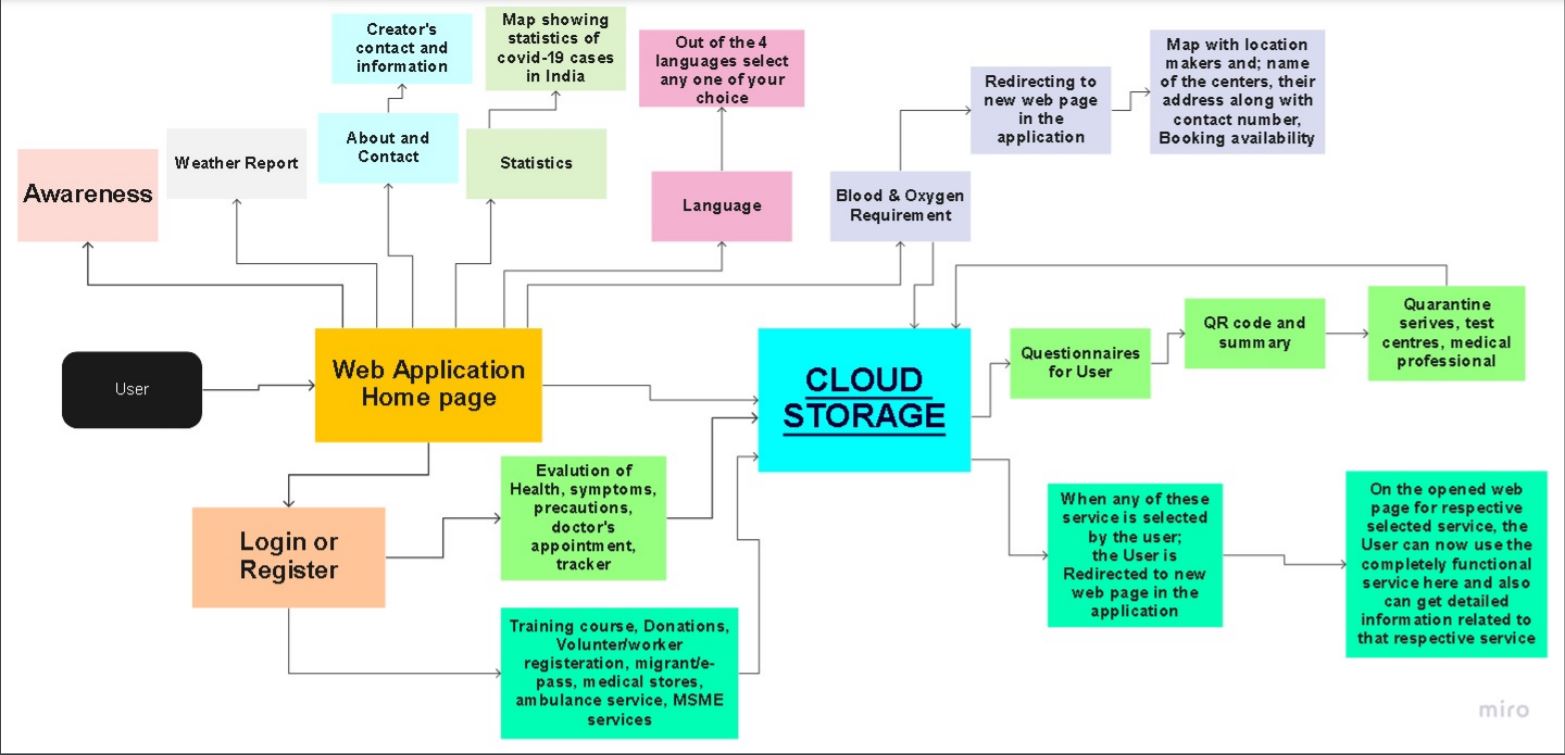 Creator's
contact and
information
Map showing
statistics of
covid-19 cases
in India
Out of the 4
languages select
any one of your
choice
Redirecting to
new web page
in the
application
Map with location
makers and; name
of the centers, their
address along with
contact number,
Booking availability
Awareness
Weather Report
About and
Contact
Statistics
Language
Blood & Oxygen
Requirement
User
Web Application
Home page
CLOUD
STORAGE
Questionnaires
for User
QR code and
summary
Quarantine
serives, test
centres, medical
professional
Login or
Register
Evalution of
Health, symptoms,
precautions,
doctor's
appointment,
tracker
Training course, Donations,
Volunter/worker
registeration, migrant/e-
pass, medical stores,
ambulance service, MSME
services
When any of these
service is selected
by the user;
the User is
Redirected to new
web page in the
application
On the opened web
page for respective
selected service, the
User can now use the
completely functional
service here and also
can get detailed
information related to
that respective service
miro